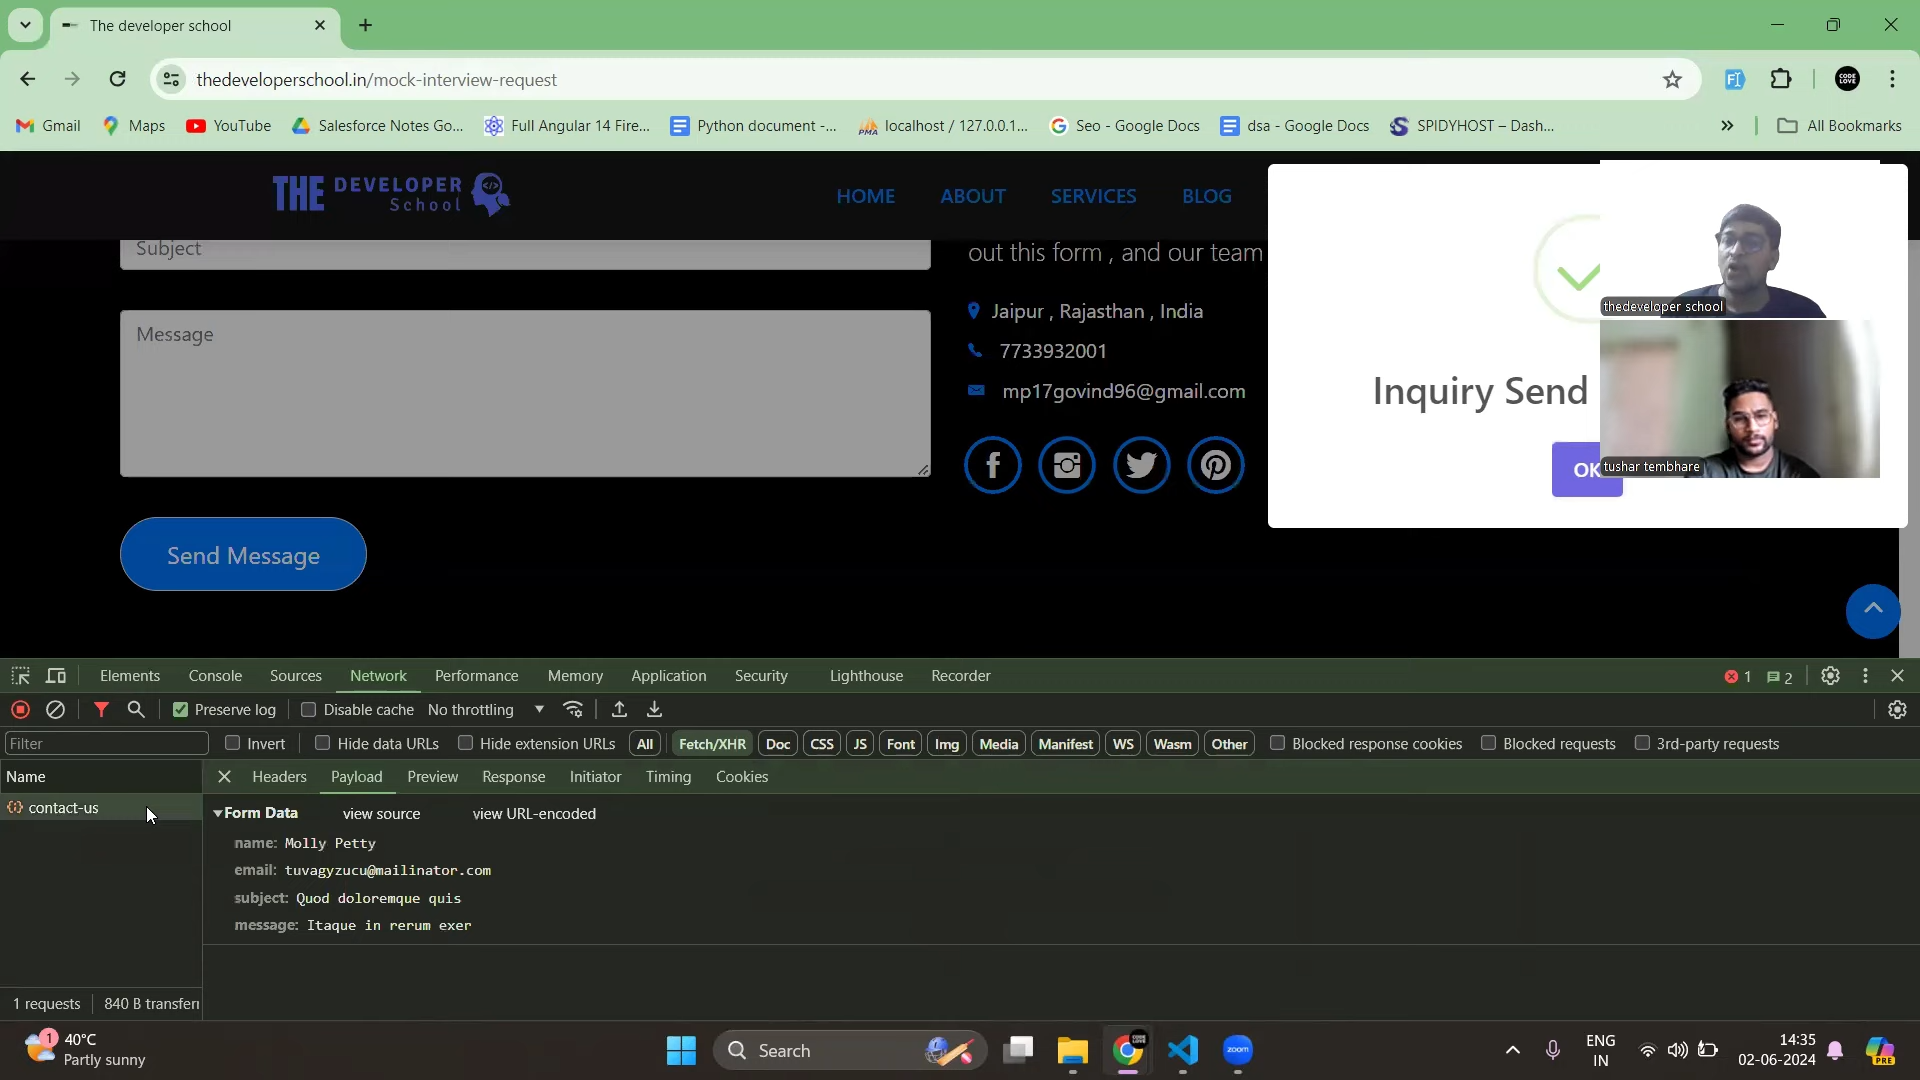 The developer school
thedeveloperschool.in/mock-interview-request
FI
CODE LOVE
Gmail
Maps
YouTube
Salesforce Notes Go...
Full Angular 14 Fire...
Python document -...
localhost / 127.0.0.1...
Seo - Google Docs
dsa - Google Docs
SPIDYHOST – Dash...
All Bookmarks
THE DEVELOPER School
HOME ABOUT SERVICES BLOG
Subject
Message
Send Message
out this form , and our team
Jaipur , Rajasthan , India
7733932001
mp17govind96@gmail.com
Inquiry Send
OK
thedeveloper school
tushar tembhare
Elements Console Sources Network Performance Memory Application Security Lighthouse Recorder
1 2
Preserve log Disable cache No throttling
Filter Invert Hide data URLs Hide extension URLs All Fetch/XHR Doc CSS JS Font Img Media Manifest WS Wasm Other Blocked response cookies Blocked requests 3rd-party requests
Name Headers Payload Preview Response Initiator Timing Cookies
contact-us
Form Data view source view URL-encoded
name: Molly Petty
email: tuvagyzucu@mailinator.com
subject: Quod doloremque quis
message: Itaque in rerum exer
1 requests 840 B transferr
1
40°C
Partly sunny
Search
zoom
ENG
IN
14:35
02-06-2024
PRE